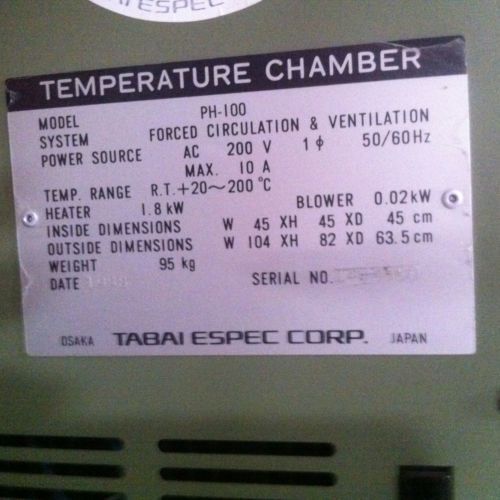 TABAI ESPEC
TEMPERATURE CHAMBER
MODEL PH-100
SYSTEM FORCED CIRCULATION & VENTILATION
POWER SOURCE AC 200 V 1ϕ 50/60Hz
MAX. 10 A
TEMP. RANGE R.T.+20~200 °C
HEATER 1.8 kW BLOWER 0.02kW
INSIDE DIMENSIONS W 45 XH 45 XD 45 cm
OUTSIDE DIMENSIONS W 104 XH 82 XD 63.5 cm
WEIGHT 95 kg
DATE SERIAL NO.
OSAKA TABAI ESPEC CORP. JAPAN